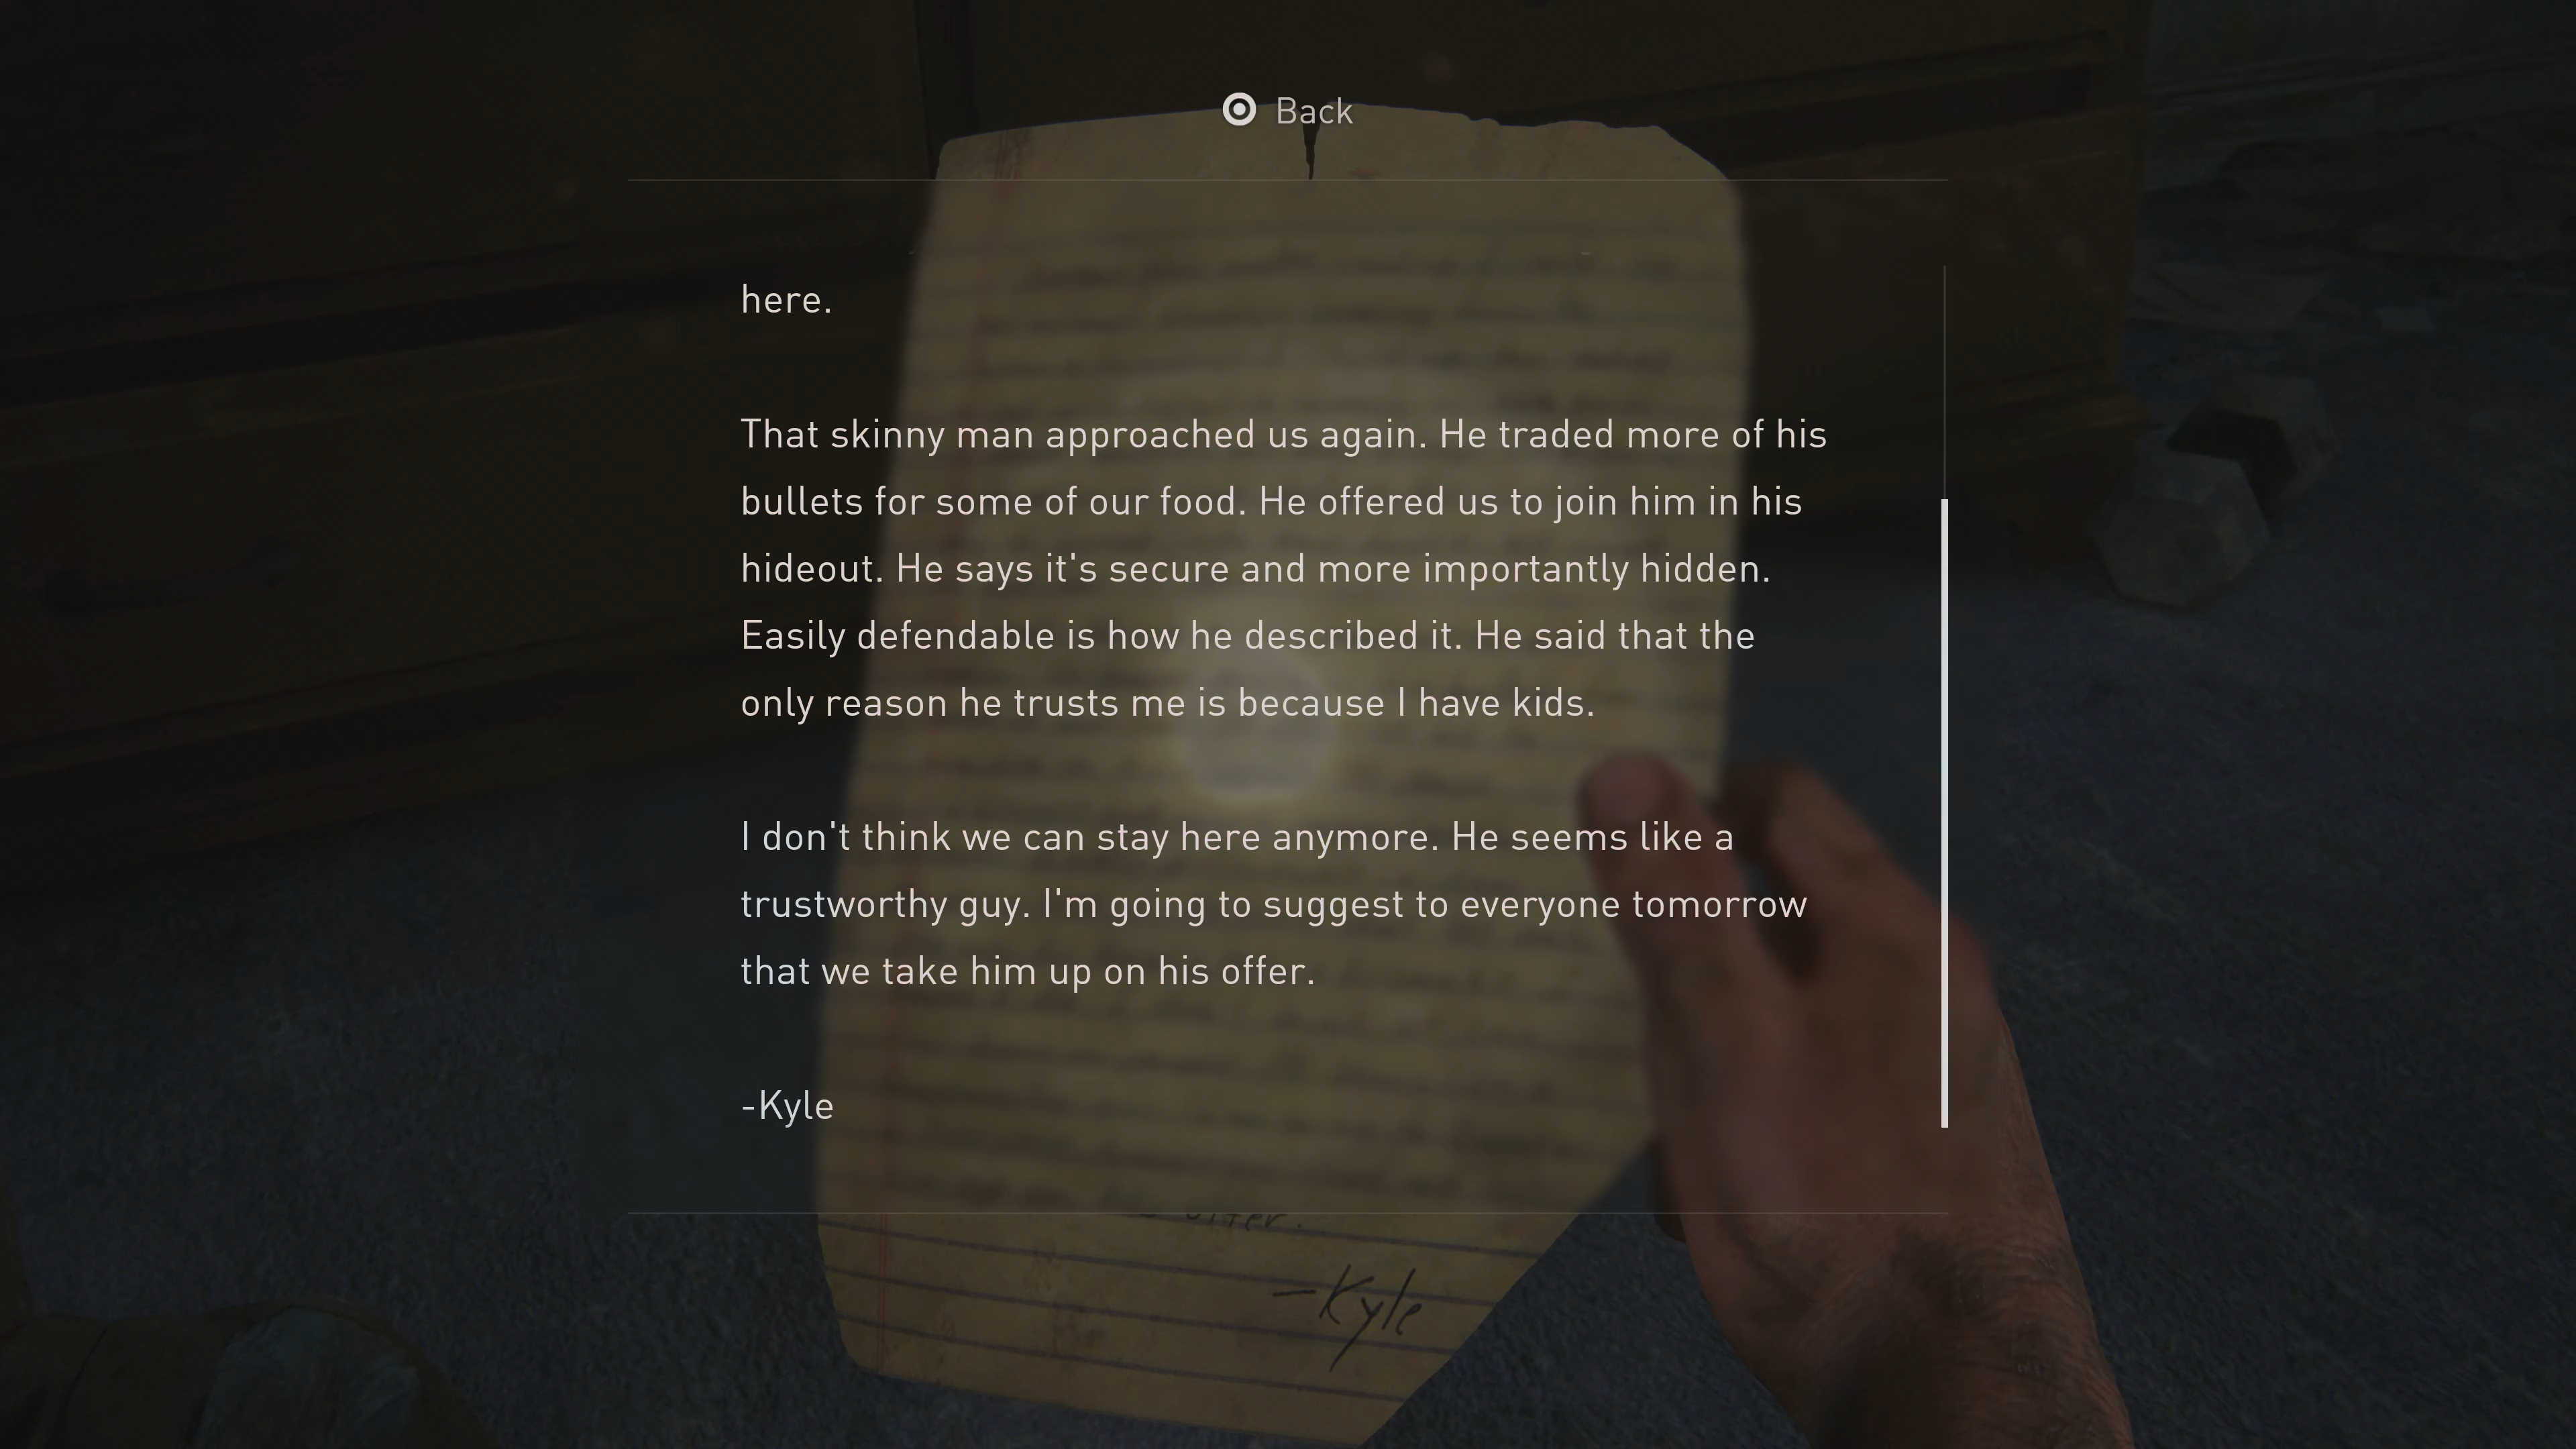 Back
here.
That skinny man approached us again. He traded more of his
bullets for some of our food. He offered us to join him in his
hideout. He says it's secure and more importantly hidden.
Easily defendable is how he described it. He said that the
only reason he trusts me is because I have kids.
I don't think we can stay here anymore. He seems like a
trustworthy guy. I'm going to suggest to everyone tomorrow
that we take him up on his offer.
-Kyle
offer.
-Kyle